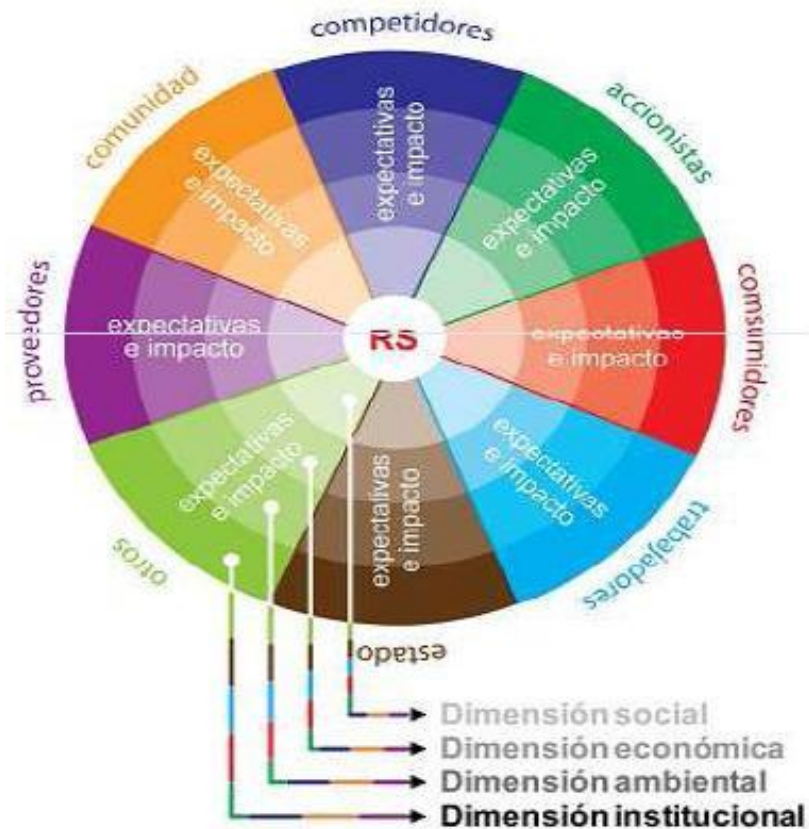 competidores
accionistas
comsumidores
trabajadores
estado
otros
proveedores
comunidad
expectativas
e impacto
expectativas
e impacto
expectativas
e impacto
expectativas
e impacto
expectativas
e impacto
expectativas
e impacto
expectativas
e impacto
expectativas
e impacto
RS
Dimensión social
Dimensión económica
Dimensión ambiental
Dimensión institucional